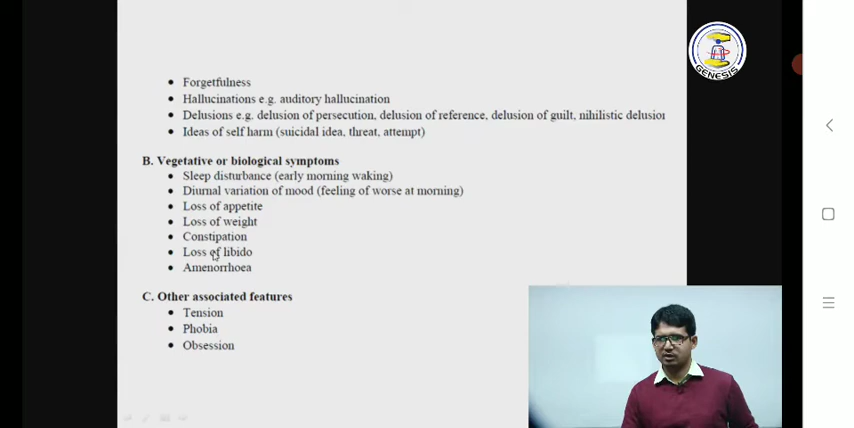 GENESIS
• Forgetfulness
• Hallucinations e.g. auditory hallucination
• Delusions e.g. delusion of persecution, delusion of reference, delusion of guilt, nihilistic delusion
• Ideas of self harm (suicidal idea, threat, attempt)
B. Vegetative or biological symptoms
• Sleep disturbance (early morning waking)
• Diurnal variation of mood (feeling of worse at morning)
• Loss of appetite
• Loss of weight
• Constipation
• Loss of libido
• Amenorrhoea
C. Other associated features
• Tension
• Phobia
• Obsession